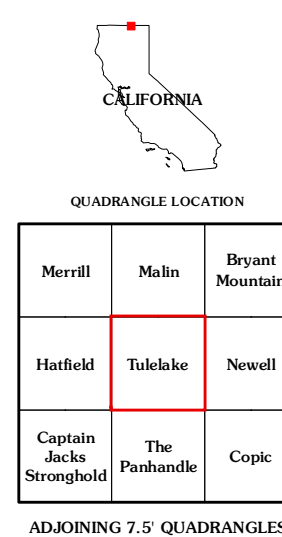 CALIFORNIA
QUADRANGLE LOCATION
Merrill
Malin
Bryant
Mountain
Hatfield
Tulelake
Newell
Captain
Jacks
Stronghold
The
Panhandle
Copic
ADJOINING 7.5' QUADRANGLES